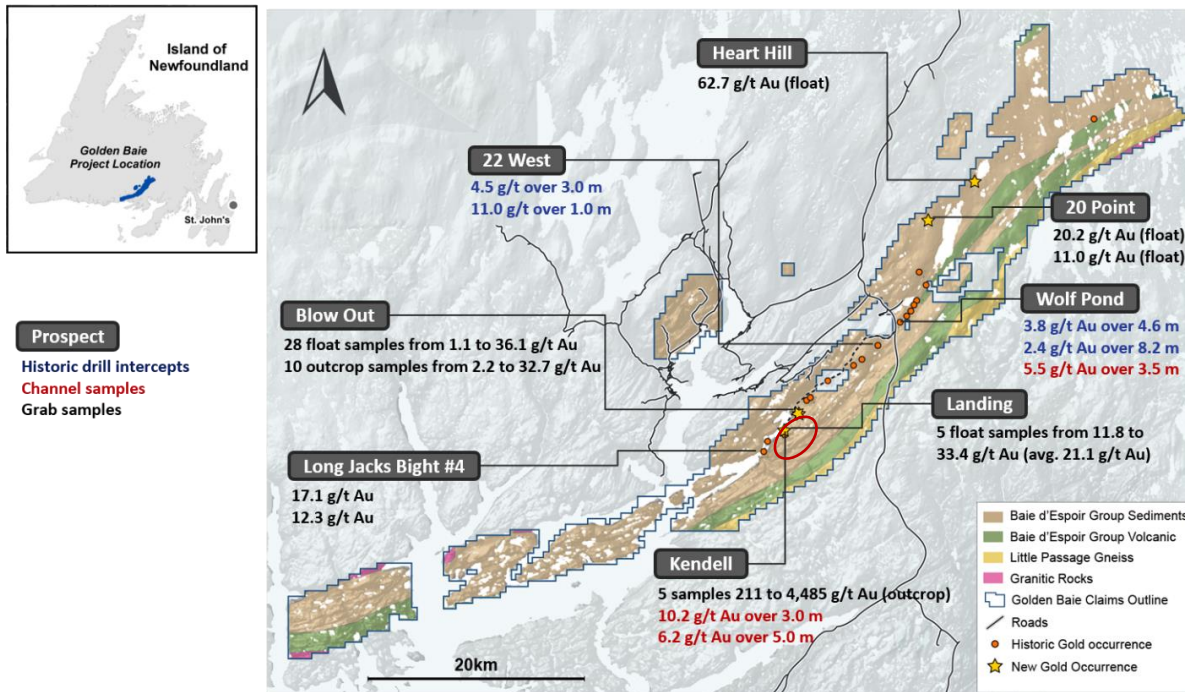 Island of
Newfoundland
Golden Baie
Project Location
St. John's
Prospect
Historic drill intercepts
Channel samples
Grab samples
Heart Hill
62.7 g/t Au (float)
22 West
4.5 g/t over 3.0 m
11.0 g/t over 1.0 m
20 Point
20.2 g/t Au (float)
11.0 g/t Au (float)
Blow Out
28 float samples from 1.1 to 36.1 g/t Au
10 outcrop samples from 2.2 to 32.7 g/t Au
Wolf Pond
3.8 g/t Au over 4.6 m
2.4 g/t Au over 8.2 m
5.5 g/t Au over 3.5 m
Landing
5 float samples from 11.8 to
33.4 g/t Au (avg. 21.1 g/t Au)
Long Jacks Bight #4
17.1 g/t Au
12.3 g/t Au
Kendell
5 samples 211 to 4,485 g/t Au (outcrop)
10.2 g/t Au over 3.0 m
6.2 g/t Au over 5.0 m
20km
Baie d'Espoir Group Sediments
Baie d'Espoir Group Volcanic
Little Passage Gneiss
Granitic Rocks
Golden Baie Claims Outline
Roads
Historic Gold occurrence
New Gold Occurrence